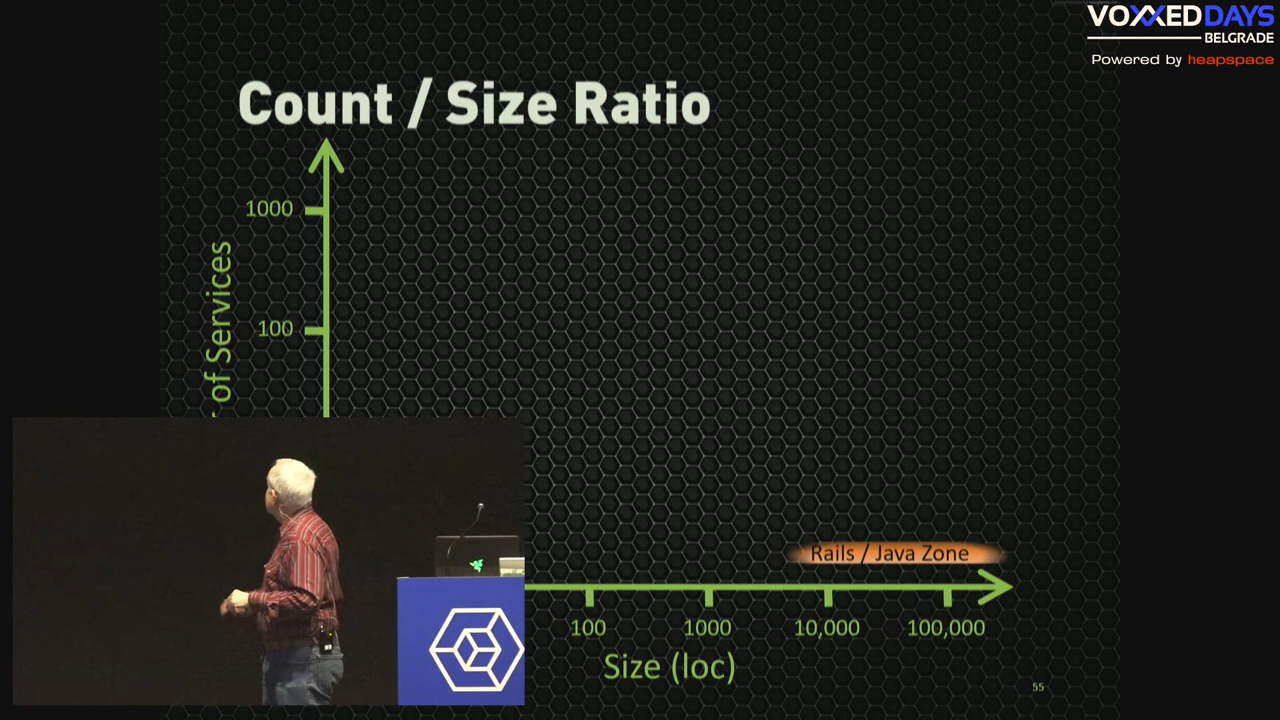 VOXXEDDAYS
BELGRADE
Powered by heapspace
Count / Size Ratio
1000
100
of Services
Rails / Java Zone
100
1000
10,000
100,000
Size (loc)
55